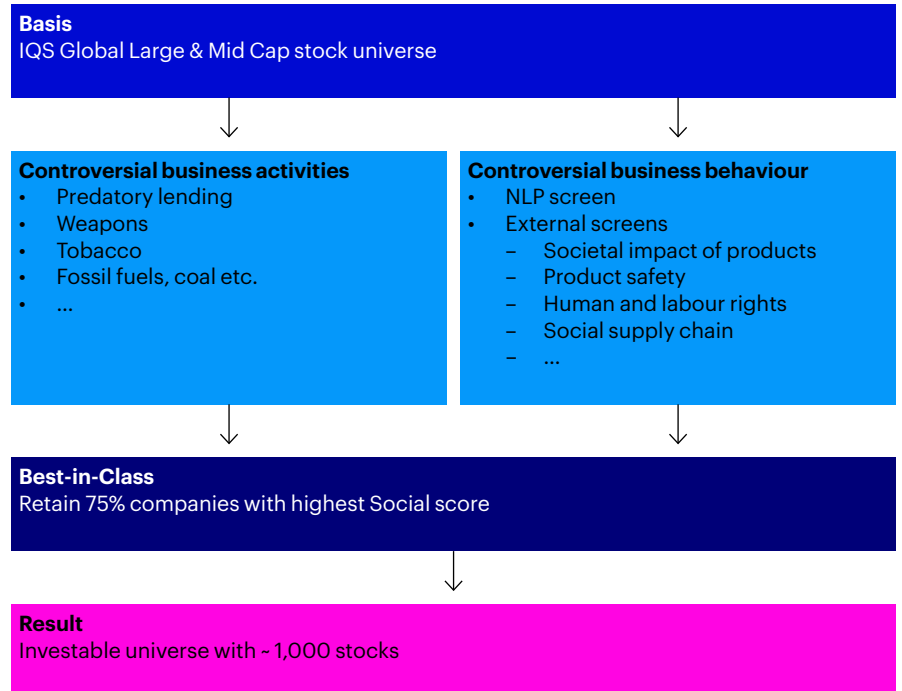 Basis
IQS Global Large & Mid Cap stock universe
Controversial business activities
• Predatory lending
• Weapons
• Tobacco
• Fossil fuels, coal etc.
• ...
Controversial business behaviour
• NLP screen
• External screens
– Societal impact of products
– Product safety
– Human and labour rights
– Social supply chain
– ...
Best-in-Class
Retain 75% companies with highest Social score
Result
Investable universe with ~ 1,000 stocks